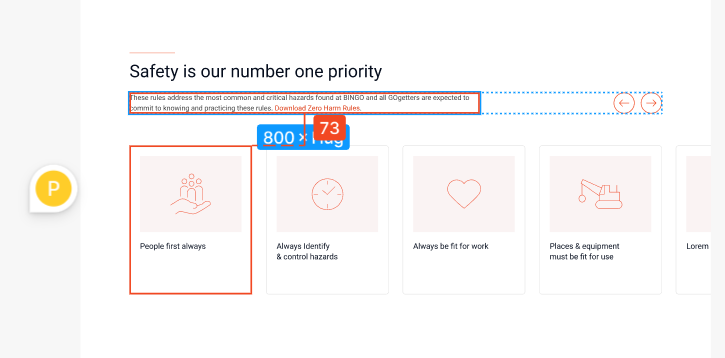 Safety is our number one priority
These rules address the most common and critical hazards found at BINGO and all GOgetters are expected to
commit to knowing and practicing these rules. Download Zero Harm Rules.
73
800 × Hug
P
People first always
Always Identify
& control hazards
Always be fit for work
Places & equipment
must be fit for use
Lorem